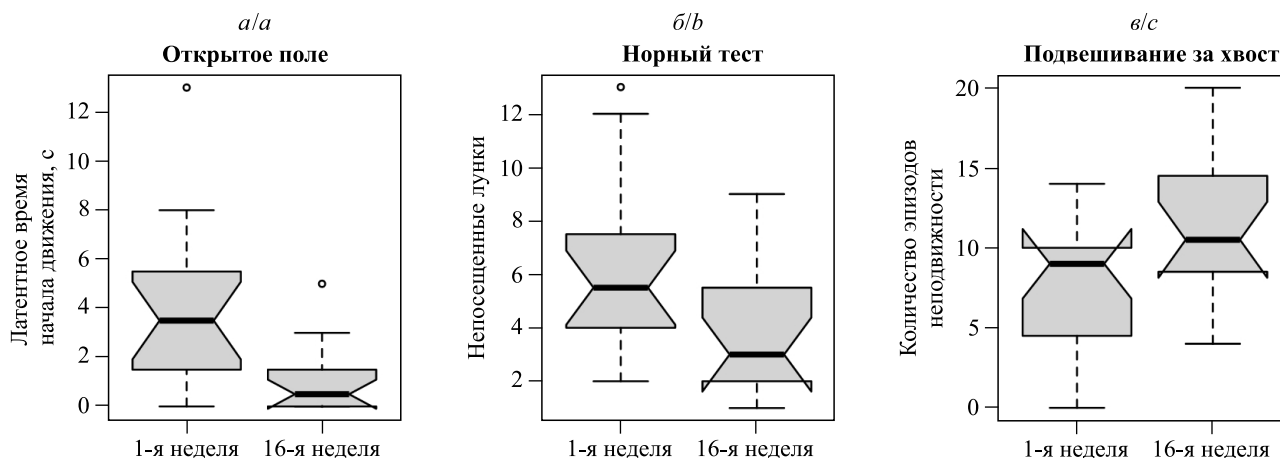 а/a
Открытое поле
Латентное время
начала движения, с
12
10
8
6
4
2
0
1-я неделя
16-я неделя
б/b
Норный тест
Непосещенные лунки
12
10
8
6
4
2
1-я неделя
16-я неделя
в/c
Подвешивание за хвост
Количество эпизодов
неподвижности
20
15
10
5
0
1-я неделя
16-я неделя